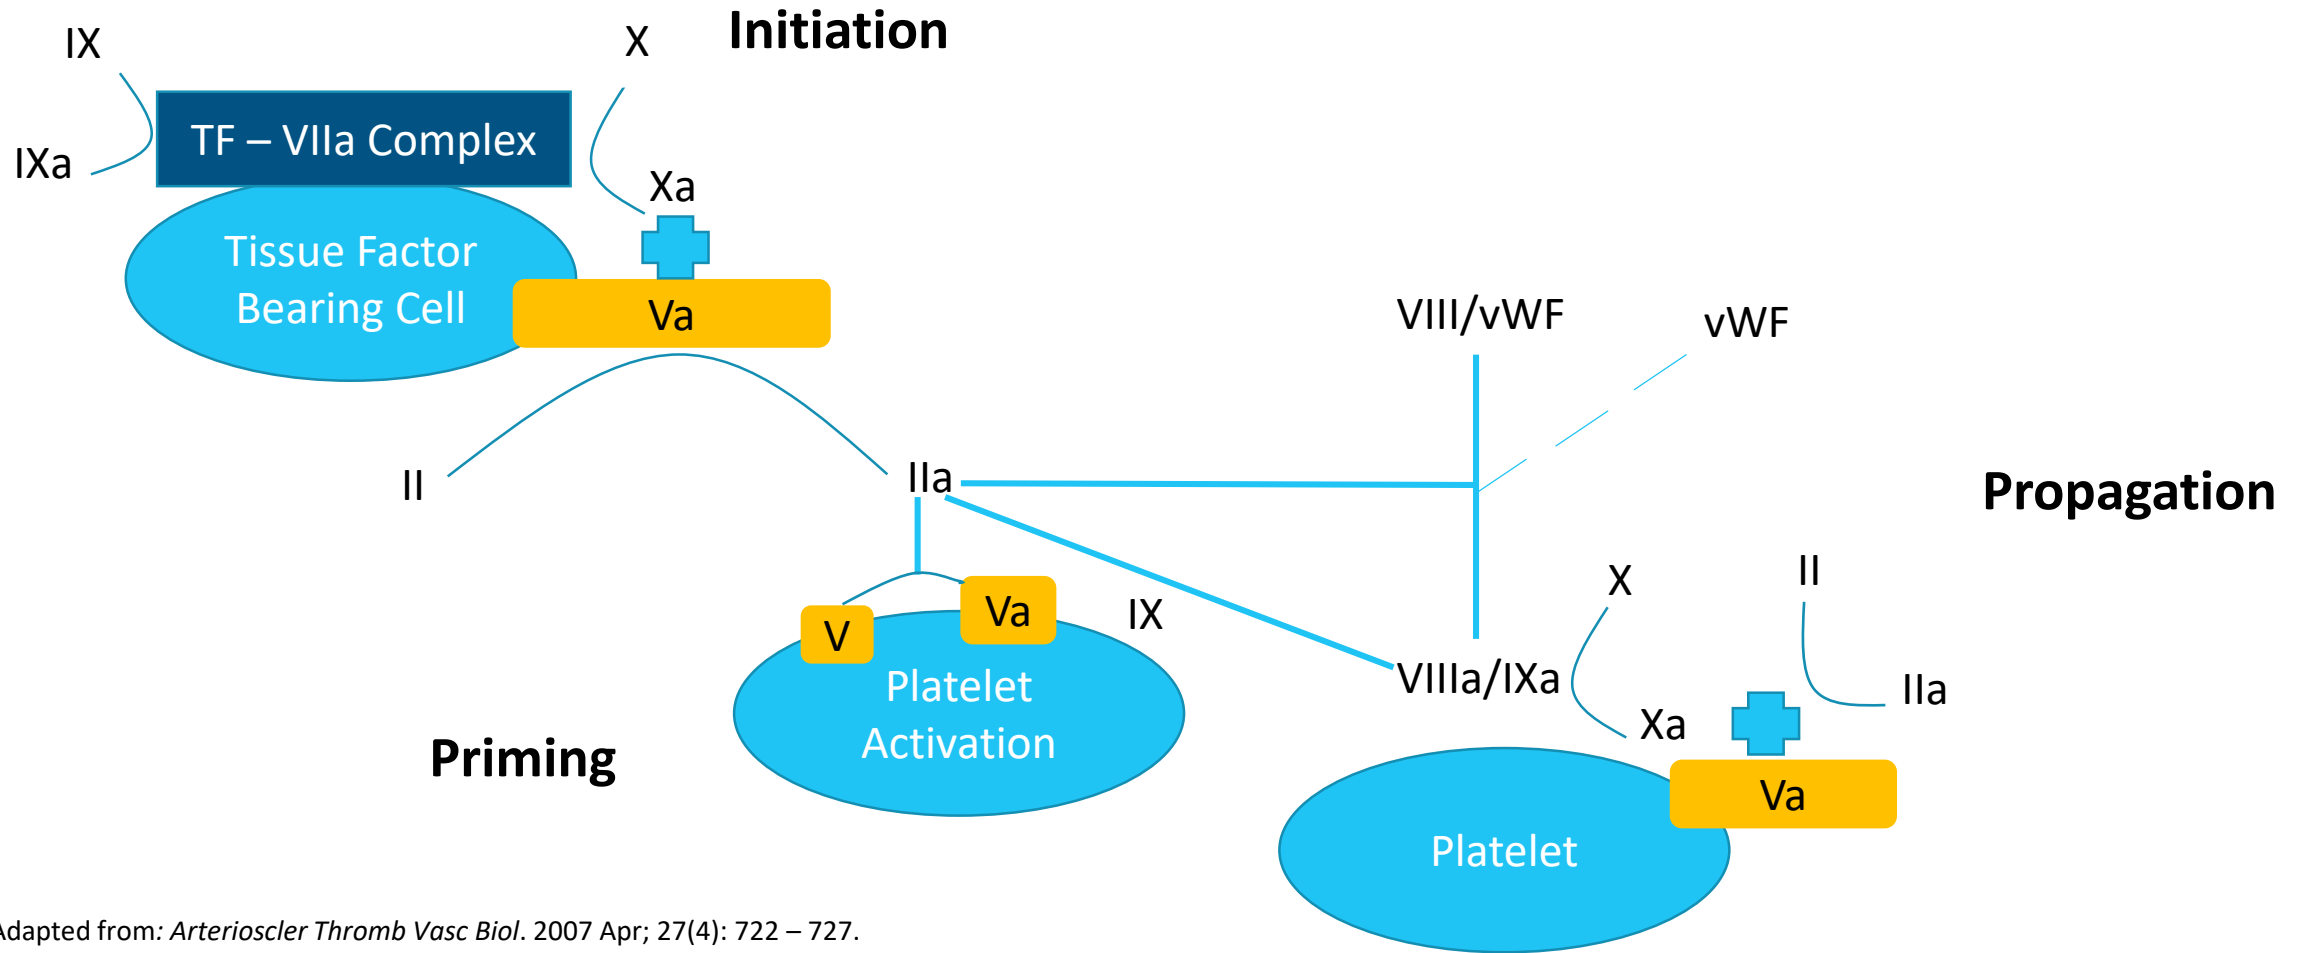 Initiation
IX
X
TF – VIIa Complex
IXa
Xa
Tissue Factor
Bearing Cell
Va
VIII/vWF
vWF
II
IIa
Propagation
V
Va
IX
Platelet
Activation
Priming
X
II
VIIIa/IXa
Xa
IIa
Va
Platelet
Adapted from: Arterioscler Thromb Vasc Biol. 2007 Apr; 27(4): 722 – 727.